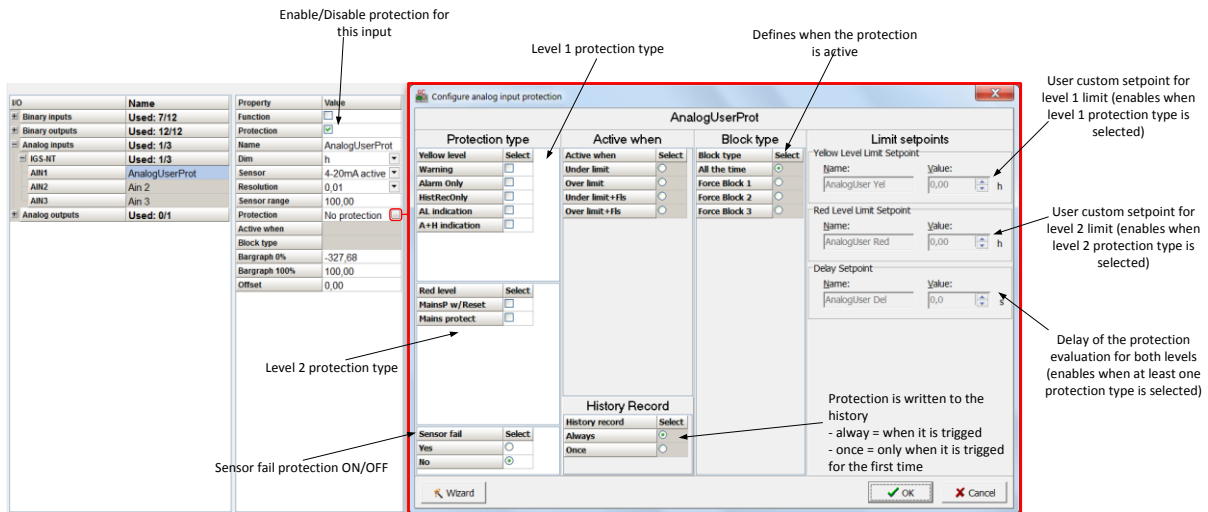 Enable/Disable protection for
this input
Level 1 protection type
Defines when the protection
is active
User custom setpoint for
level 1 limit (enables when
level 1 protection type is
selected)
I/O Name
Binary inputs Used: 7/12
Binary outputs Used: 12/12
Analog inputs Used: 1/3
IGS-NT Used: 1/3
AIN1 AnalogUserProt
AIN2 Ain 2
AIN3 Ain 3
Analog outputs Used: 0/1
Property Value
Function
Protection
Name AnalogUserProt
Dim h
Sensor 4-20mA active
Resolution 0,01
Sensor range 100,00
Protection No protection ...
Active when
Block type
Bargraph 0% -327,68
Bargraph 100% 100,00
Offset 0,00
Configure analog input protection
AnalogUserProt
Protection type
Yellow level Select
Warning
Alarm Only
HistRecOnly
AL indication
A+H indication
Red level Select
MainsP w/Reset
Mains protect
Sensor fail Select
Yes
No
Active when
Active when Select
Under limit
Over limit
Under limit+Fls
Over limit+Fls
History Record
History record Select
Always
Once
Block type
Block type Select
All the time
Force Block 1
Force Block 2
Force Block 3
Limit setpoints
Yellow Level Limit Setpoint
Name: Value:
AnalogUser Yel 0,00 h
Red Level Limit Setpoint
Name: Value:
AnalogUser Red 0,00 h
Delay Setpoint
Name: Value:
AnalogUser Del 0,0 s
Wizard
OK
Cancel
User custom setpoint for
level 2 limit (enables when
level 2 protection type is
selected)
Delay of the protection
evaluation for both levels
(enables when at least one
protection type is selected)
Level 2 protection type
Sensor fail protection ON/OFF
Protection is written to the
history
- alway = when it is trigged
- once = only when it is trigged
for the first time